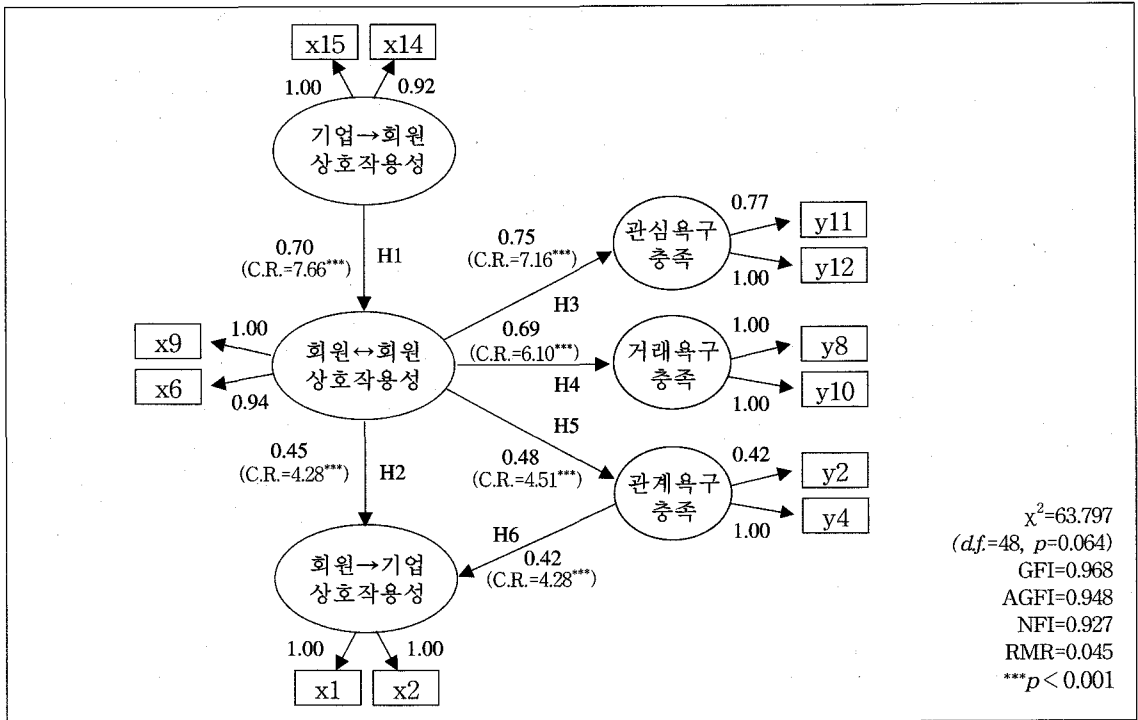 x15 x14
1.00 0.92
기업→회원
상호작용성
0.70
(C.R.=7.66***)
H1
x9
1.00
x6
0.94
회원↔회원
상호작용성
0.75
(C.R.=7.16***)
H3
관심욕구
충족
0.77
y11
y12
1.00
0.69
(C.R.=6.10***)
H4
거래욕구
충족
1.00
y8
y10
1.00
H5
0.48
(C.R.=4.51***)
관계욕구
충족
0.42
y2
y4
1.00
0.45
(C.R.=4.28***)
H2
H6
0.42
(C.R.=4.28***)
회원→기업
상호작용성
1.00 1.00
x1 x2
χ²=63.797
(d.f.=48, p=0.064)
GFI=0.968
AGFI=0.948
NFI=0.927
RMR=0.045
***p<0.001